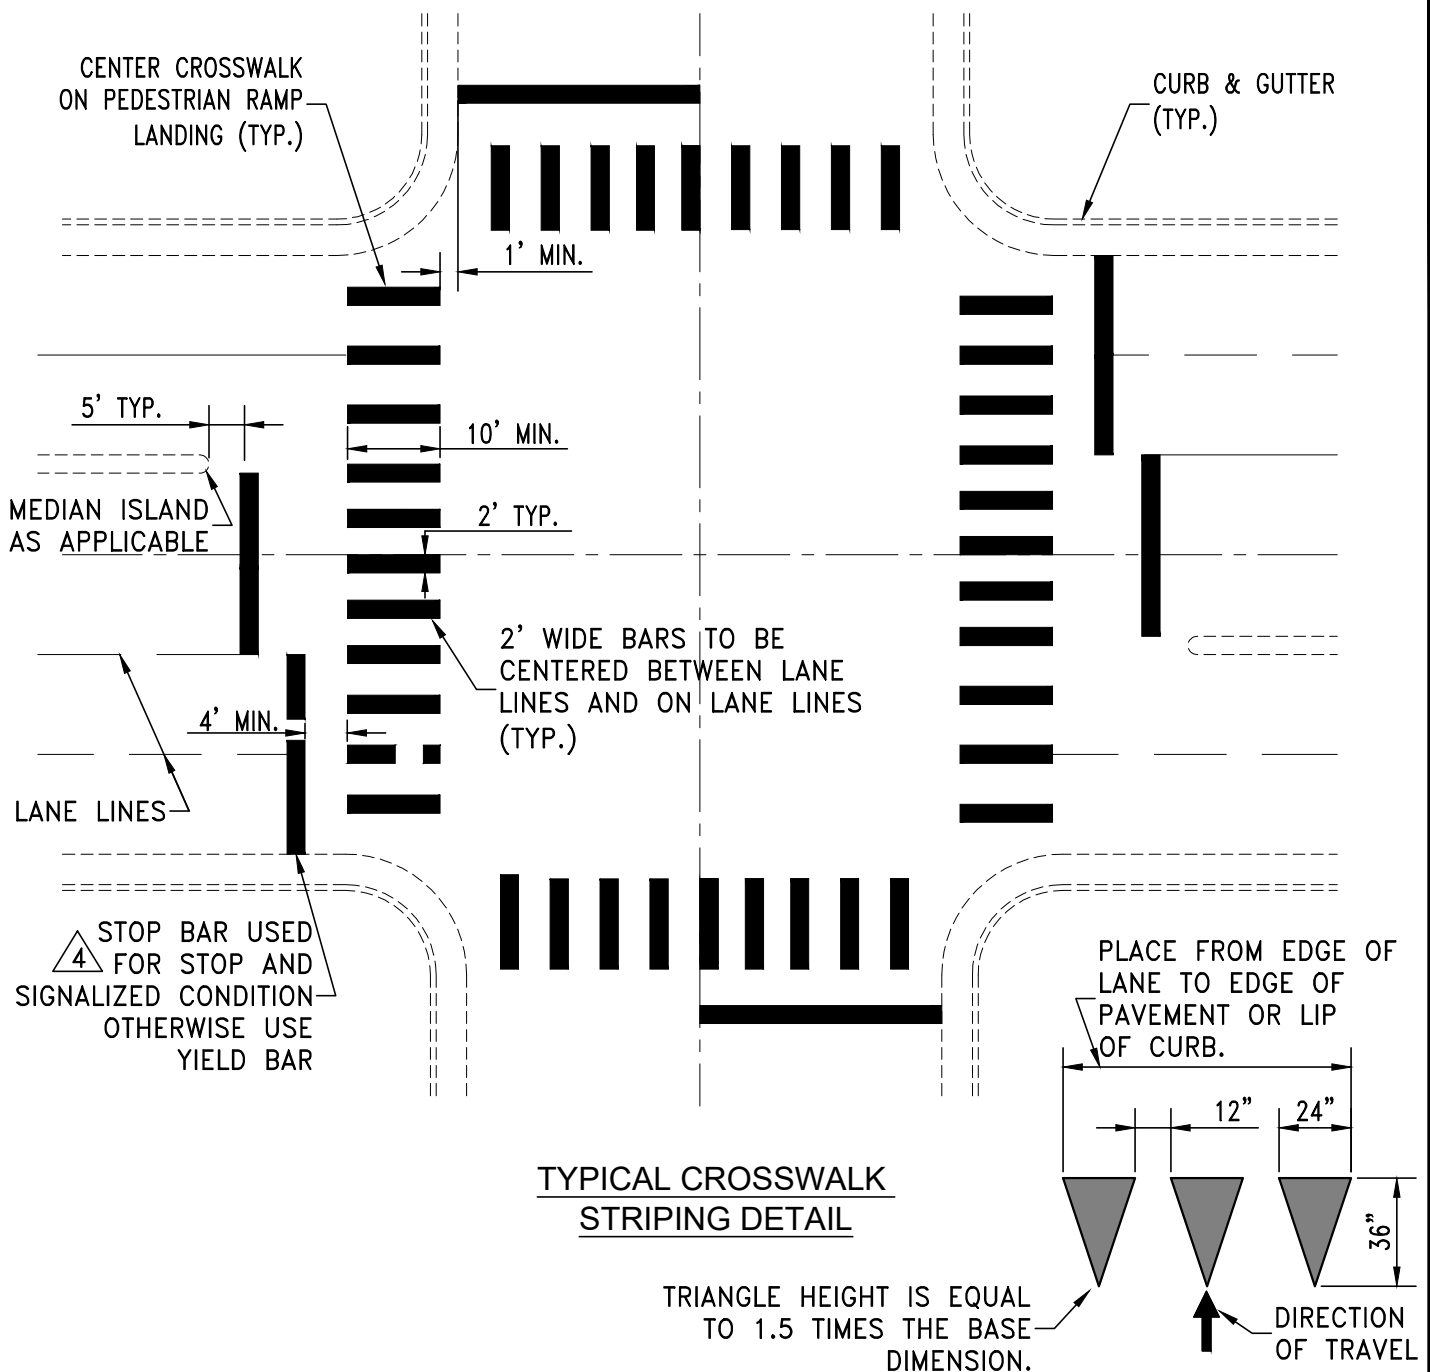 CENTER CROSSWALK
ON PEDESTRIAN RAMP
LANDING (TYP.)
CURB & GUTTER
(TYP.)
1' MIN.
5' TYP.
10' MIN.
MEDIAN ISLAND
AS APPLICABLE
2' TYP.
2' WIDE BARS TO BE
CENTERED BETWEEN LANE
LINES AND ON LANE LINES
(TYP.)
4' MIN.
LANE LINES
4
STOP BAR USED
FOR STOP AND
SIGNALIZED CONDITION
OTHERWISE USE
YIELD BAR
PLACE FROM EDGE OF
LANE TO EDGE OF
PAVEMENT OR LIP
OF CURB.
12"
24"
36"
TYPICAL CROSSWALK
STRIPING DETAIL
TRIANGLE HEIGHT IS EQUAL
TO 1.5 TIMES THE BASE
DIMENSION.
DIRECTION
OF TRAVEL